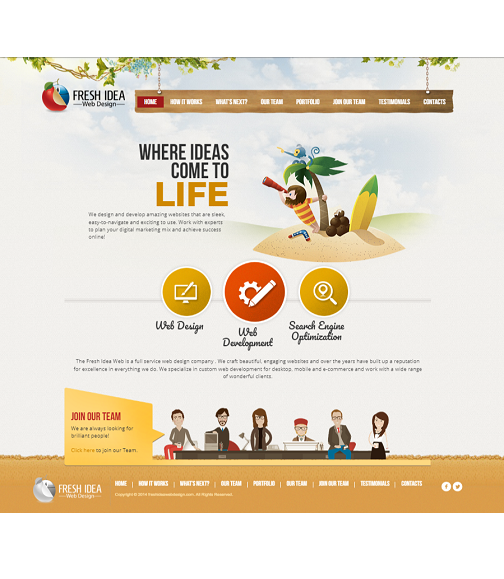 FRESH IDEA
Web Design
HOME HOW IT WORKS WHAT'S NEXT? OUR TEAM PORTFOLIO JOIN OUR TEAM TESTIMONIALS CONTACTS
WHERE IDEAS
COME TO
LIFE
We design and develop amazing websites that are sleek,
easy-to-navigate and exciting to use. Work with experts
to plan your digital marketing mix and achieve success
online!
Web Design
Web
Development
Search Engine
Optimization
The Fresh Idea Web is a full service web design company . We craft beautiful, engaging websites and over the years have built up a reputation
for excellence in everything we do. We specialize in custom web development for desktop, mobile and e-commerce and work with a wide range
of wonderful clients.
JOIN OUR TEAM
We are always looking for
brilliant people!
Click here to join our Team.
FRESH IDEA
Web Design
HOME | HOW IT WORKS | WHAT'S NEXT? | OUR TEAM | PORTFOLIO | OUR TEAM | JOIN OUR TEAM | TESTIMONIALS | CONTACTS
Copyright © 2014 freshideawebdesign.com. All Rights Reserved.